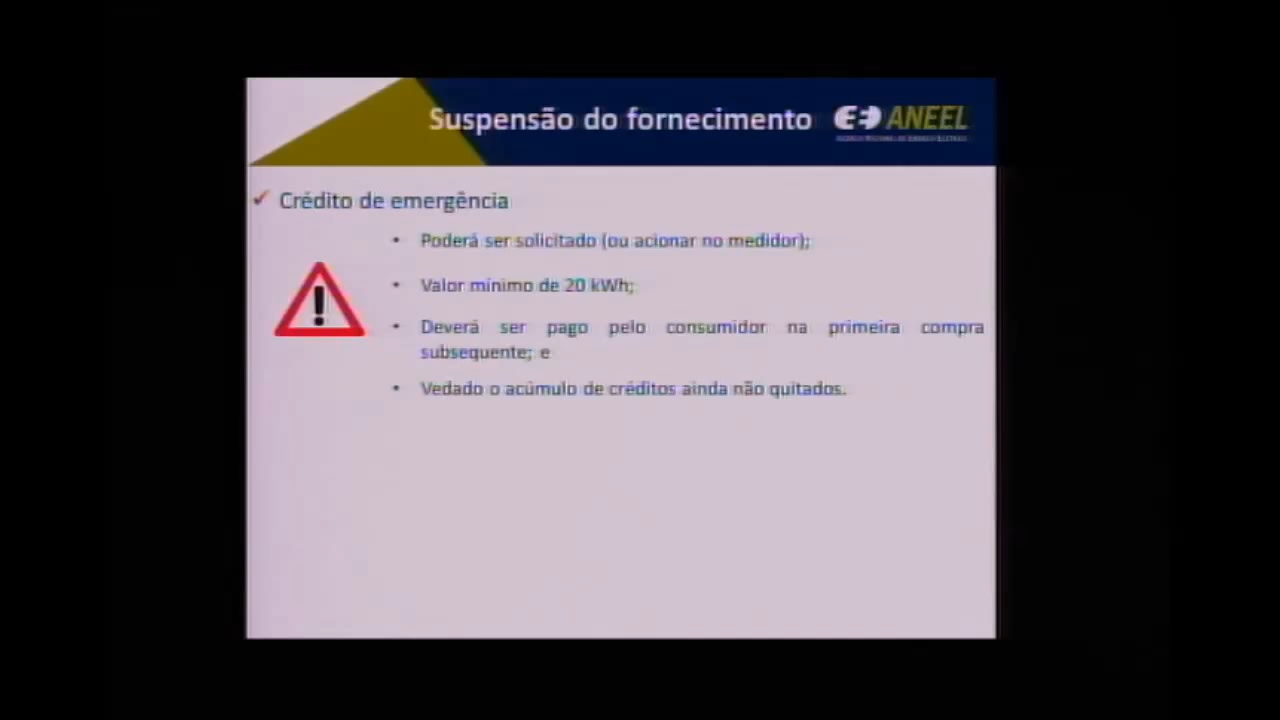 Suspensão do fornecimento
ANEEL
Crédito de emergência
• Poderá ser solicitado (ou acionar no medidor);
• Valor mínimo de 20 kWh;
• Deverá ser pago pelo consumidor na primeira compra
subsequente; e
• Vedado o acúmulo de créditos ainda não quitados.